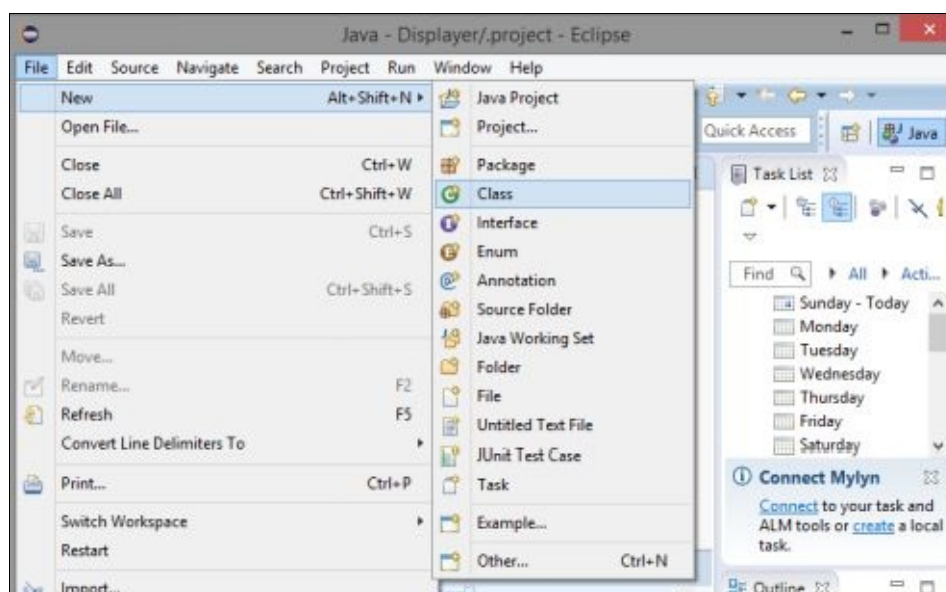 Java - Displayer/.project - Eclipse
File Edit Source Navigate Search Project Run Window Help
New Alt+Shift+N
Open File...
Close Ctrl+W
Close All Ctrl+Shift+W
Save Ctrl+S
Save As...
Save All Ctrl+Shift+S
Revert
Move...
Rename... F2
Refresh F5
Convert Line Delimiters To
Print... Ctrl+P
Switch Workspace
Restart
Import...
Java Project
Project...
Package
Class
Interface
Enum
Annotation
Source Folder
Java Working Set
Folder
File
Untitled Text File
JUnit Test Case
Task
Example...
Other... Ctrl+N
Quick Access
Java
Task List
Find All Acti...
Sunday - Today
Monday
Tuesday
Wednesday
Thursday
Friday
Saturday
Connect Mylyn
Connect to your task and
ALM tools or create a local
task.
Outline